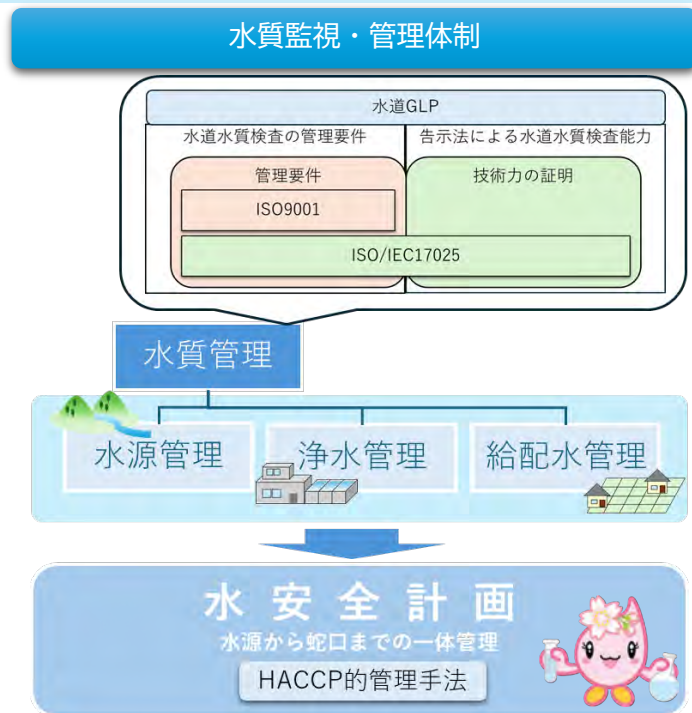 水質監視・管理体制
水道GLP
水道水質検査の管理要件
告示法による水道水質検査能力
管理要件
技術力の証明
ISO9001
ISO/IEC17025
水質管理
水源管理
浄水管理
給配水管理
水安全計画
水源から蛇口までの一体管理
HACCP的管理手法